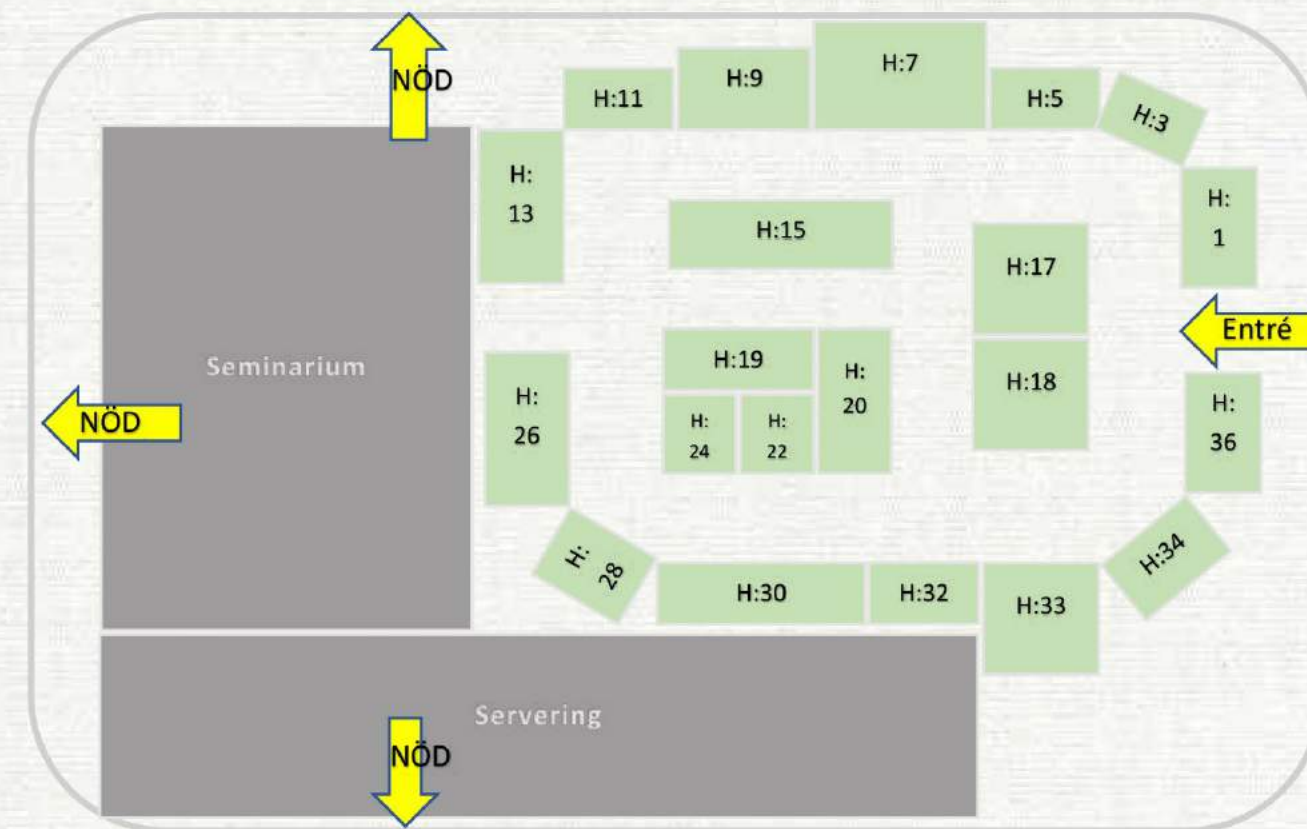 NÖD
H:11
H:9
H:7
H:5
H:3
H:
13
H:
1
H:15
H:17
Entré
Seminarium
H:19
H:
20
H:18
H:
26
H:
24
H:
22
H:
36
NÖD
H:
28
H:30
H:32
H:33
H:34
Servering
NÖD